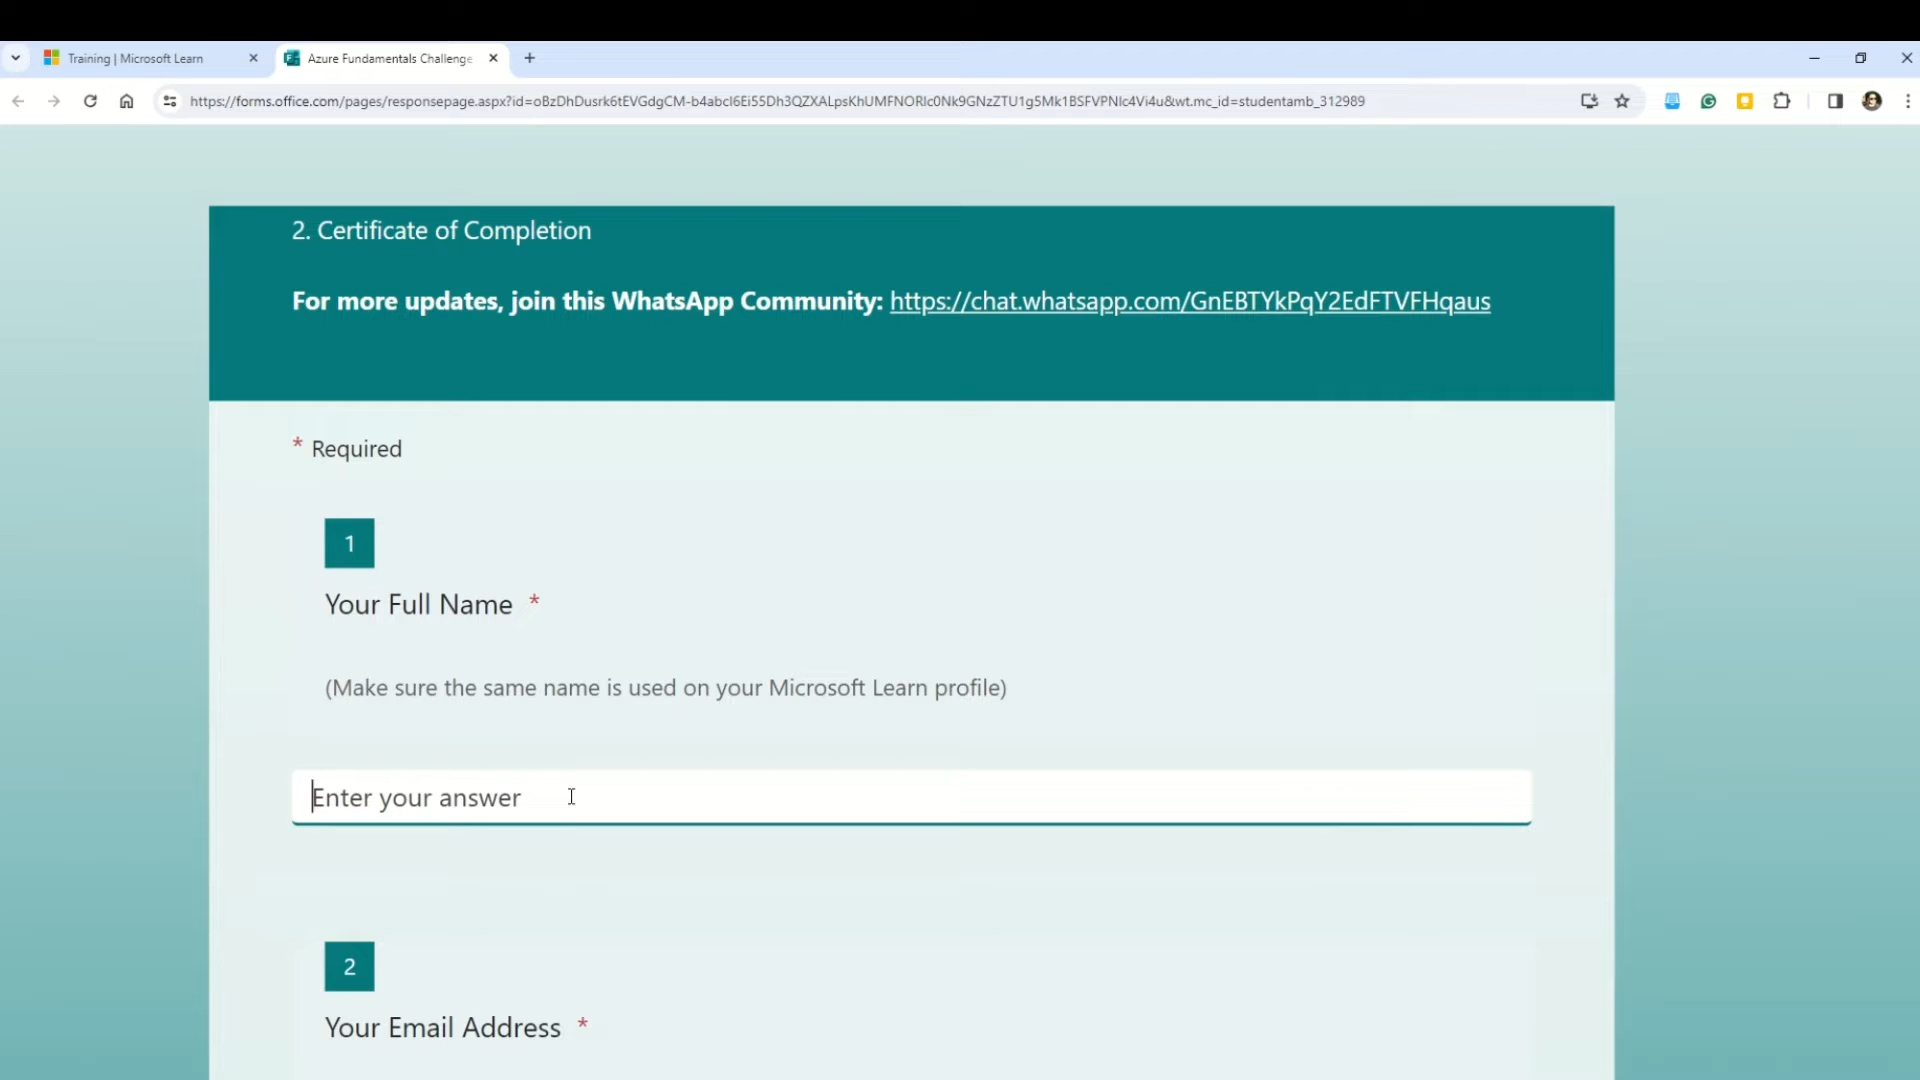 Training | Microsoft Learn
Azure Fundamentals Challenge
https://forms.office.com/pages/responsepage.aspx?id=oBzDhDusrk6tEVGdgCM-b4abcI6Ei55Dh3QZXALpsKhUMFNORlc0Nk9GNzZTU1g5Mk1BSFVPNlc4Vi4u&wt.mc_id=studentamb_312989
2. Certificate of Completion
For more updates, join this WhatsApp Community: https://chat.whatsapp.com/GnEBTYkPqY2EdFTVFHqaus
* Required
1
Your Full Name *
(Make sure the same name is used on your Microsoft Learn profile)
Enter your answer
2
Your Email Address *